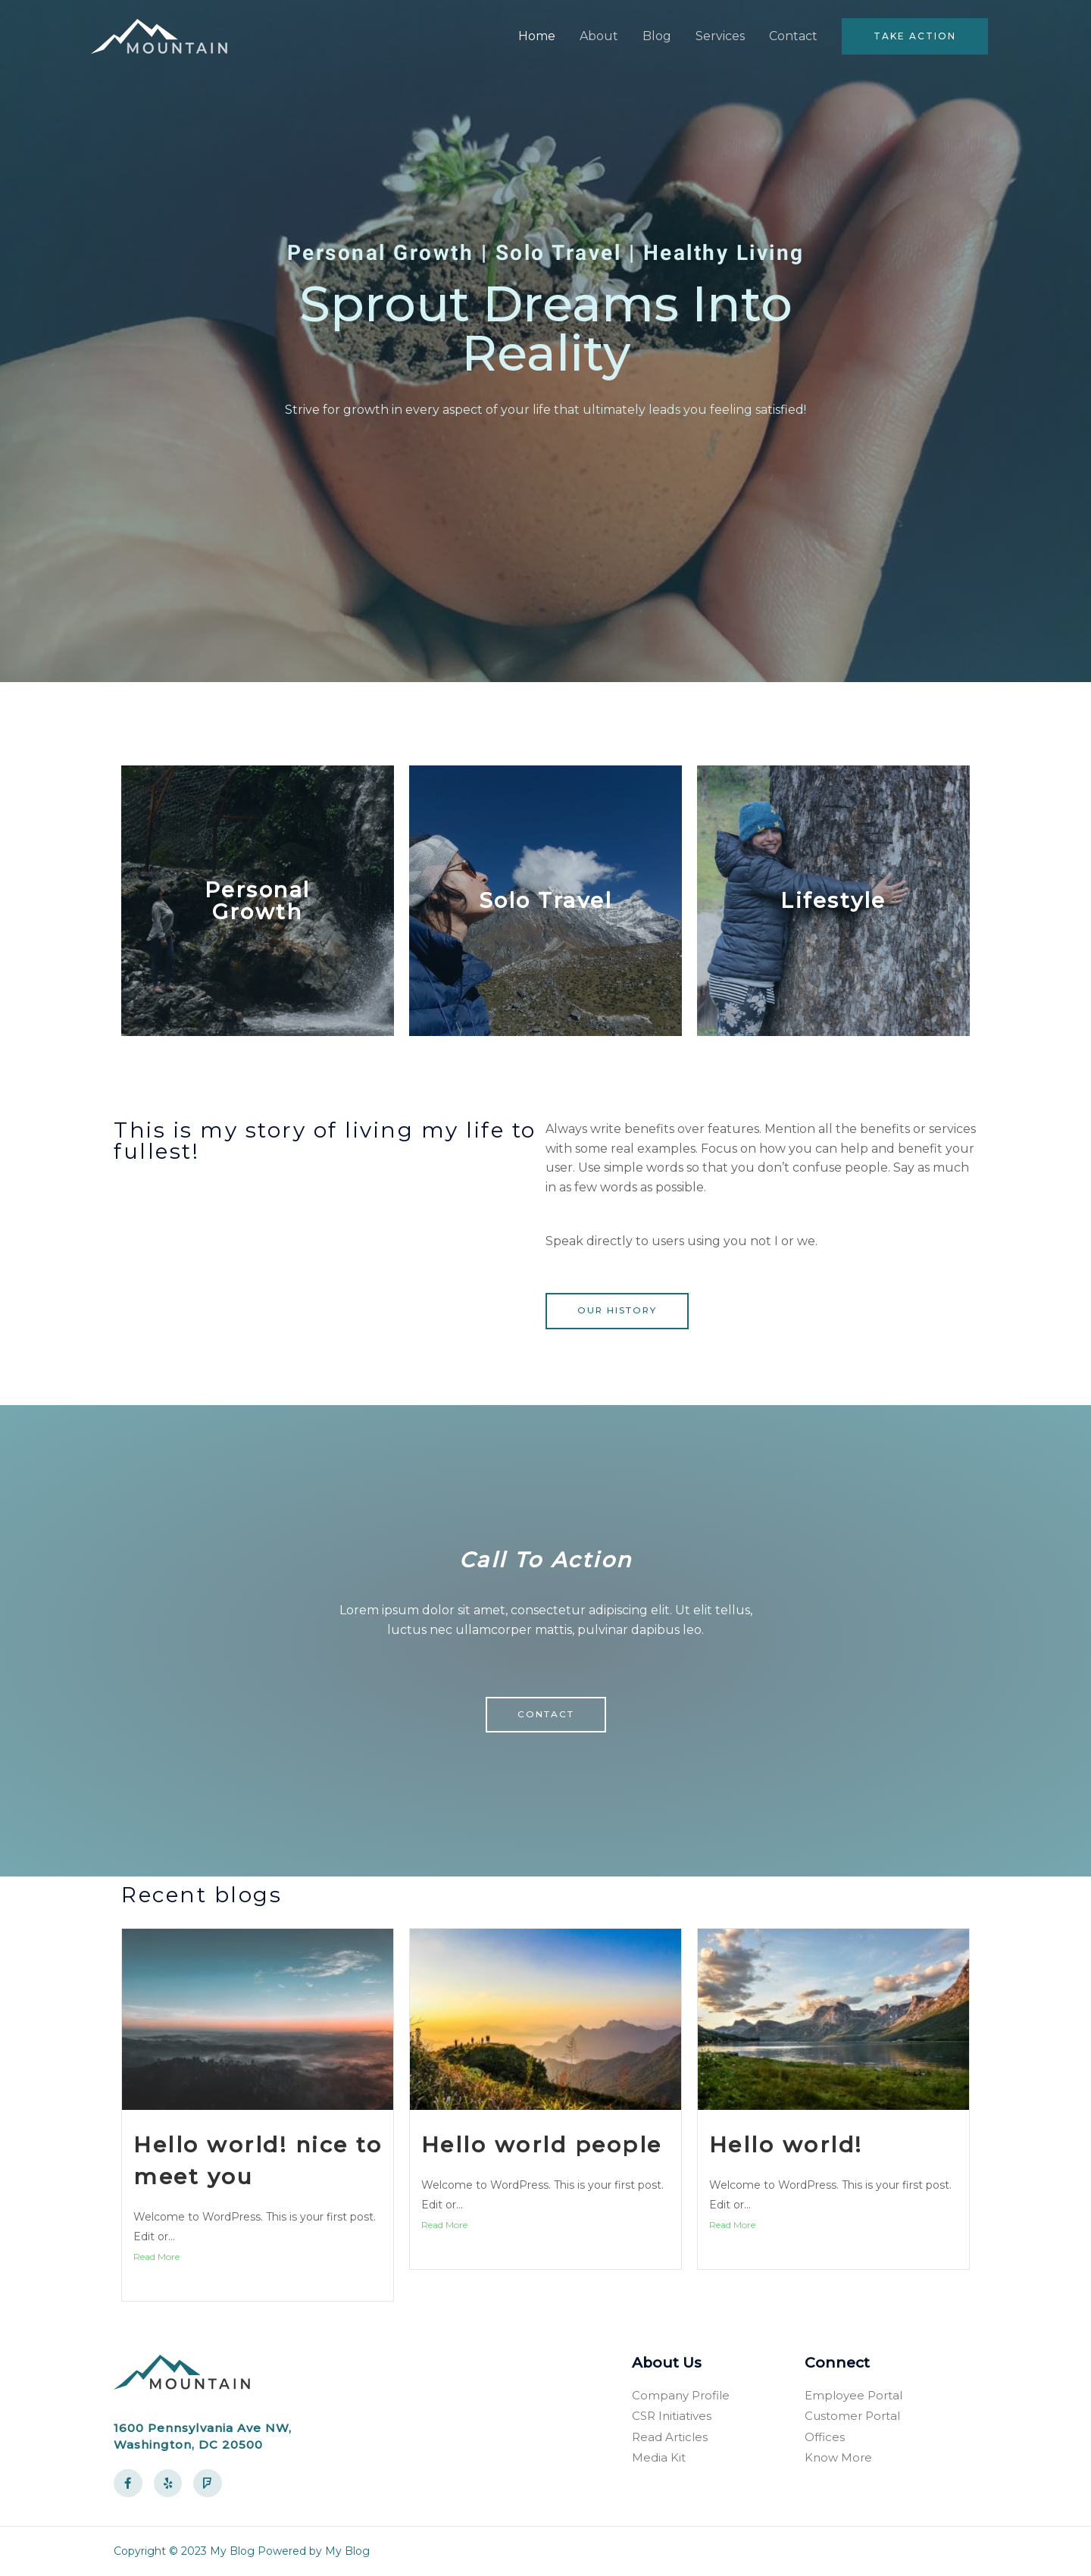 MOUNTAIN
Home About Blog Services Contact TAKE ACTION
Personal Growth | Solo Travel | Healthy Living
Sprout Dreams Into
Reality
Strive for growth in every aspect of your life that ultimately leads you feeling satisfied!
Personal
Growth
Solo Travel
Lifestyle
This is my story of living my life to
fullest!
Always write benefits over features. Mention all the benefits or services
with some real examples. Focus on how you can help and benefit your
user. Use simple words so that you don’t confuse people. Say as much
in as few words as possible.
Speak directly to users using you not I or we.
OUR HISTORY
Call To Action
Lorem ipsum dolor sit amet, consectetur adipiscing elit. Ut elit tellus,
luctus nec ullamcorper mattis, pulvinar dapibus leo.
CONTACT
Recent blogs
Hello world! nice to
meet you
Welcome to WordPress. This is your first post.
Edit or...
Read More
Hello world people
Welcome to WordPress. This is your first post.
Edit or...
Read More
Hello world!
Welcome to WordPress. This is your first post.
Edit or...
Read More
MOUNTAIN
1600 Pennsylvania Ave NW,
Washington, DC 20500
About Us
Company Profile
CSR Initiatives
Read Articles
Media Kit
Connect
Employee Portal
Customer Portal
Offices
Know More
Copyright © 2023 My Blog Powered by My Blog